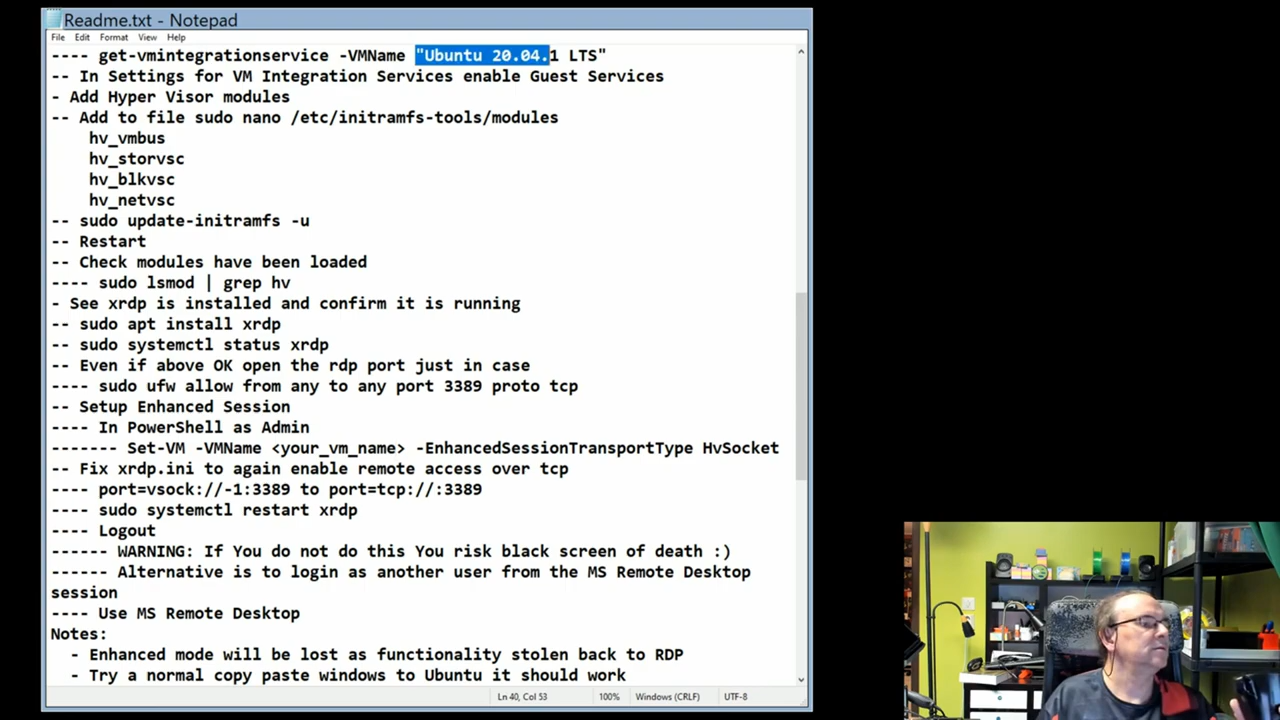 Readme.txt - Notepad
File Edit Format View Help
---- get-vmintegrationservice -VMName "Ubuntu 20.04.1 LTS"
-- In Settings for VM Integration Services enable Guest Services
- Add Hyper Visor modules
-- Add to file sudo nano /etc/initramfs-tools/modules
hv_vmbus
hv_storvsc
hv_blkvsc
hv_netvsc
-- sudo update-initramfs -u
-- Restart
-- Check modules have been loaded
---- sudo lsmod | grep hv
- See xrdp is installed and confirm it is running
-- sudo apt install xrdp
-- sudo systemctl status xrdp
-- Even if above OK open the rdp port just in case
---- sudo ufw allow from any to any port 3389 proto tcp
-- Setup Enhanced Session
---- In PowerShell as Admin
------- Set-VM -VMName <your_vm_name> -EnhancedSessionTransportType HvSocket
-- Fix xrdp.ini to again enable remote access over tcp
---- port=vsock://-1:3389 to port=tcp://:3389
---- sudo systemctl restart xrdp
---- Logout
------ WARNING: If You do not do this You risk black screen of death :)
------ Alternative is to login as another user from the MS Remote Desktop
session
---- Use MS Remote Desktop
Notes:
- Enhanced mode will be lost as functionality stolen back to RDP
- Try a normal copy paste windows to Ubuntu it should work
Ln 40, Col 53 100% Windows (CRLF) UTF-8